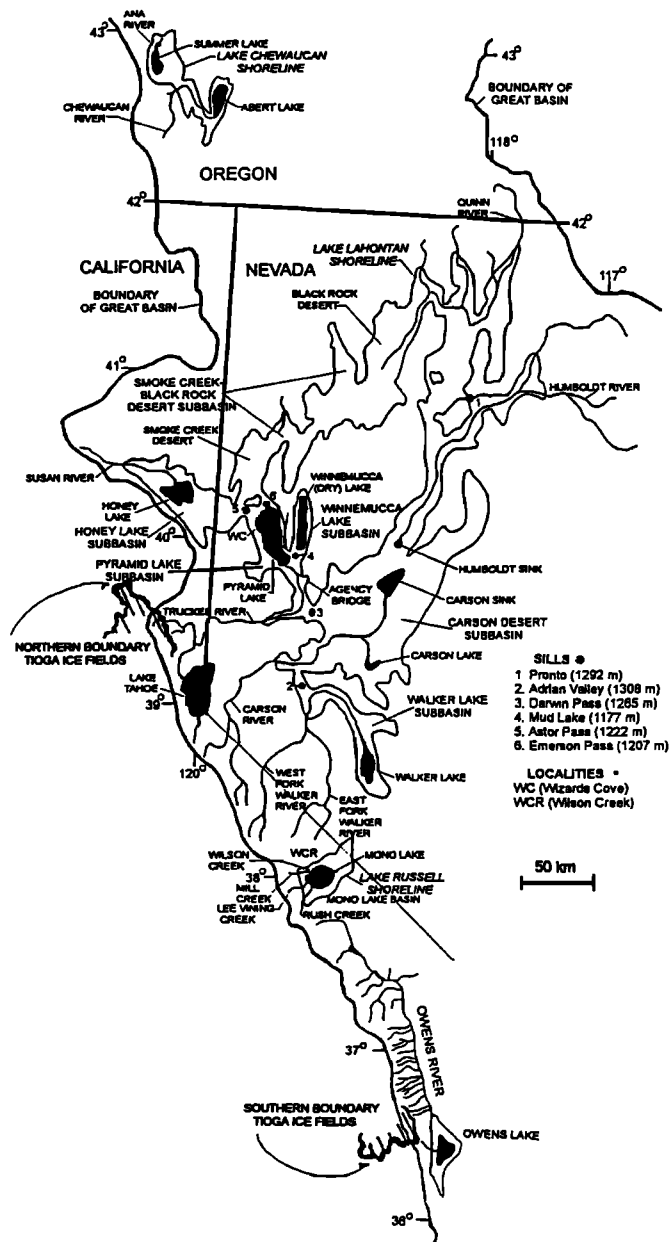 ANA
RIVER
43°
SUMMER LAKE
LAKE CHEWAUCAN
SHORELINE
CHEWAUCAN
RIVER
ABERT LAKE
43°
BOUNDARY OF
GREAT BASIN
118°
OREGON
42°
QUINN
RIVER
42°
CALIFORNIA
NEVADA
LAKE LAHONTAN
SHORELINE
117°
BOUNDARY
OF GREAT BASIN
BLACK ROCK
DESERT
41°
SMOKE CREEK-
BLACK ROCK
DESERT SUBBASIN
HUMBOLDT RIVER
1
SMOKE CREEK
DESERT
SUSAN RIVER
WINNEMUCCA
(DRY) LAKE
6
5
HONEY
LAKE
WC
WINNEMUCCA
LAKE
SUBBASIN
HONEY LAKE
SUBBASIN
40°
4
PYRAMID LAKE
SUBBASIN
HUMBOLDT SINK
PYRAMID
LAKE
AGENCY
BRIDGE
CARSON SINK
TRUCKEE RIVER
3
CARSON DESERT
SUBBASIN
NORTHERN BOUNDARY
TIOGA ICE FIELDS
CARSON LAKE
LAKE
TAHOE
2
39°
CARSON
RIVER
WALKER LAKE
SUBBASIN
SILLS
1 Pronto (1292 m)
2. Adrian Valley (1308 m)
3. Darwin Pass (1265 m)
4. Mud Lake (1177 m)
5. Astor Pass (1222 m)
6. Emerson Pass (1207 m)
120°
WEST
FORK
WALKER
RIVER
EAST
FORK
WALKER
RIVER
WALKER LAKE
LOCALITIES
WC (Wizards Cove)
WCR (Wilson Creek)
WILSON
CREEK
WCR
MONO LAKE
38°
MILL
CREEK
LAKE RUSSELL
SHORELINE
LEE VINING
CREEK
MONO LAKE BASIN
RUSH CREEK
50 km
37°
OWENS RIVER
SOUTHERN BOUNDARY
TIOGA ICE FIELDS
OWENS LAKE
36°